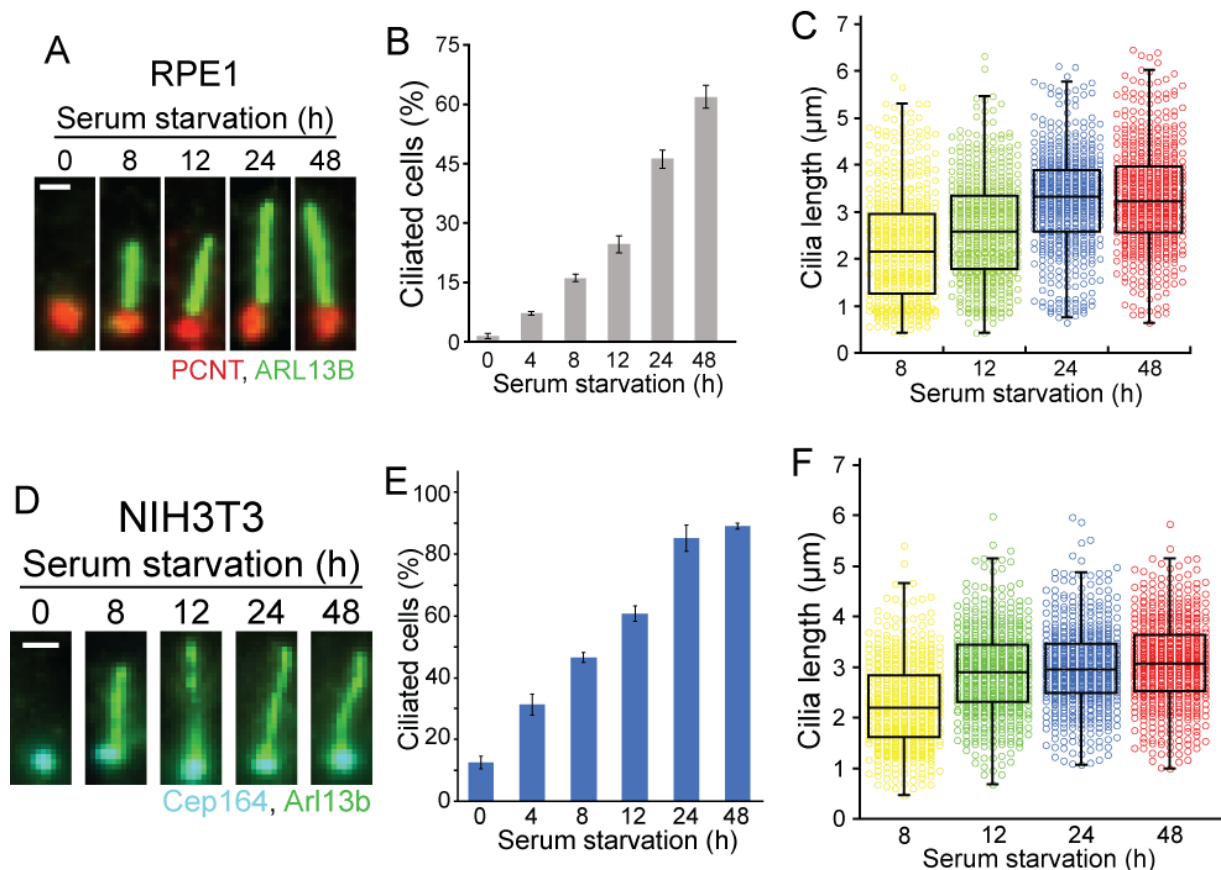 A
RPE1
Serum starvation (h)
0 8 12 24 48
PCNT, ARL13B
B
Ciliated cells (%)
75
60
45
30
15
0
0 4 8 12 24 48
Serum starvation (h)
C
Cilia length (μm)
7
6
5
4
3
2
1
0
8 12 24 48
Serum starvation (h)
D
NIH3T3
Serum starvation (h)
0 8 12 24 48
Cep164, Arl13b
E
Ciliated cells (%)
100
80
60
40
20
0
0 4 8 12 24 48
Serum starvation (h)
F
Cilia length (μm)
7
6
5
4
3
2
1
0
8 12 24 48
Serum starvation (h)